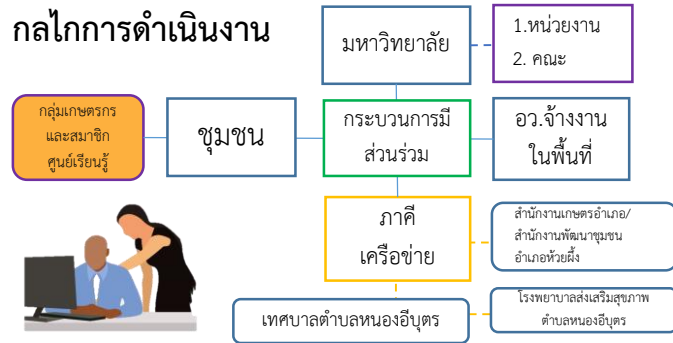 กลไกการดำเนินงาน
มหาวิทยาลัย
1.หน่วยงาน
2. คณะ
กลุ่มเกษตรกร
และสมาชิก
ศูนย์เรียนรู้
ชุมชน
กระบวนการมี
ส่วนร่วม
อว.จ้างงาน
ในพื้นที่
ภาคี
เครือข่าย
สำนักงานเกษตรอำเภอ/
สำนักงานพัฒนาชุมชน
อำเภอห้วยผึ้ง
เทศบาลตำบลหนองอีบุตร
โรงพยาบาลส่งเสริมสุขภาพ
ตำบลหนองอีบุตร